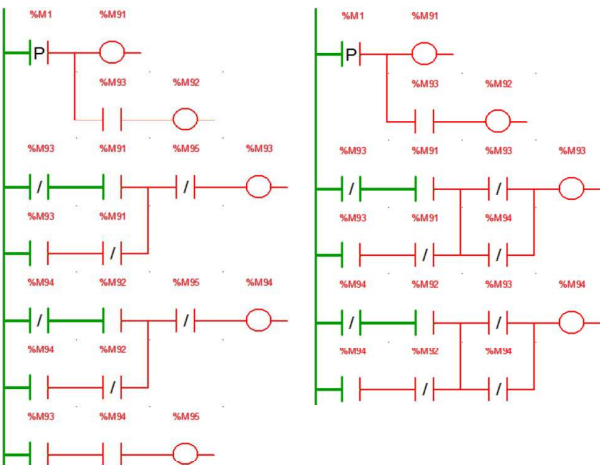 %M1 %M91
P
%M93 %M92
%M93 %M91 %M95 %M93
/ /
%M93 %M91
/
%M94 %M92 %M95 %M94
/ /
%M94 %M92
/
%M93 %M94 %M95
%M1 %M91
P
%M93 %M92
%M93 %M91 %M93 %M93
/ /
%M93 %M91 %M94
/ /
%M94 %M92 %M93 %M94
/ /
%M94 %M92 %M94
/ /